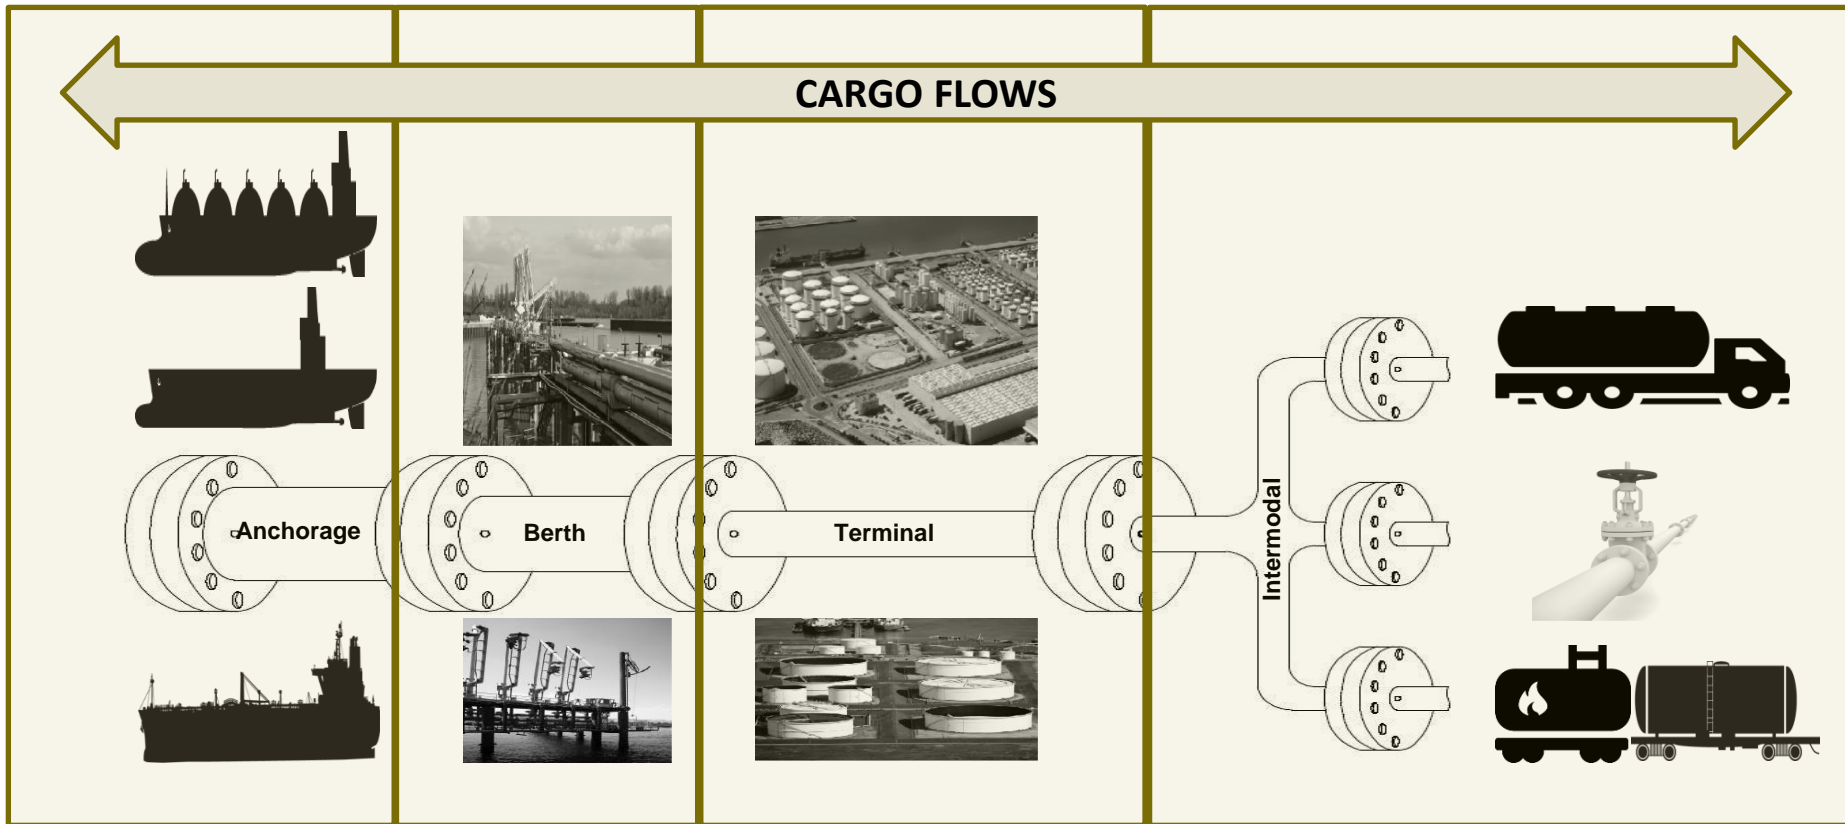 CARGO FLOWS
Anchorage
Berth
Terminal
Intermodal